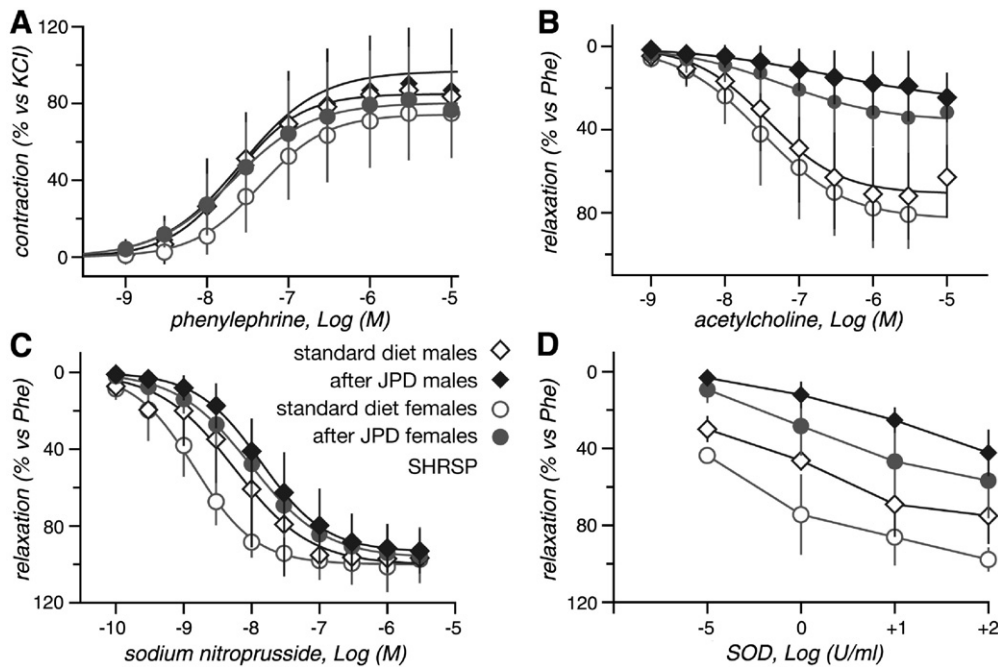 A
120
80
40
0
contraction (% vs KCl)
-9 -8 -7 -6 -5
phenylephrine, Log (M)
B
0
40
80
relaxation (% vs Phe)
-9 -8 -7 -6 -5
acetylcholine, Log (M)
C
0
40
80
120
relaxation (% vs Phe)
-10 -9 -8 -7 -6 -5
sodium nitroprusside, Log (M)
standard diet males
after JPD males
standard diet females
after JPD females
SHRSP
D
0
40
80
120
relaxation (% vs Phe)
-5 0 +1 +2
SOD, Log (U/ml)